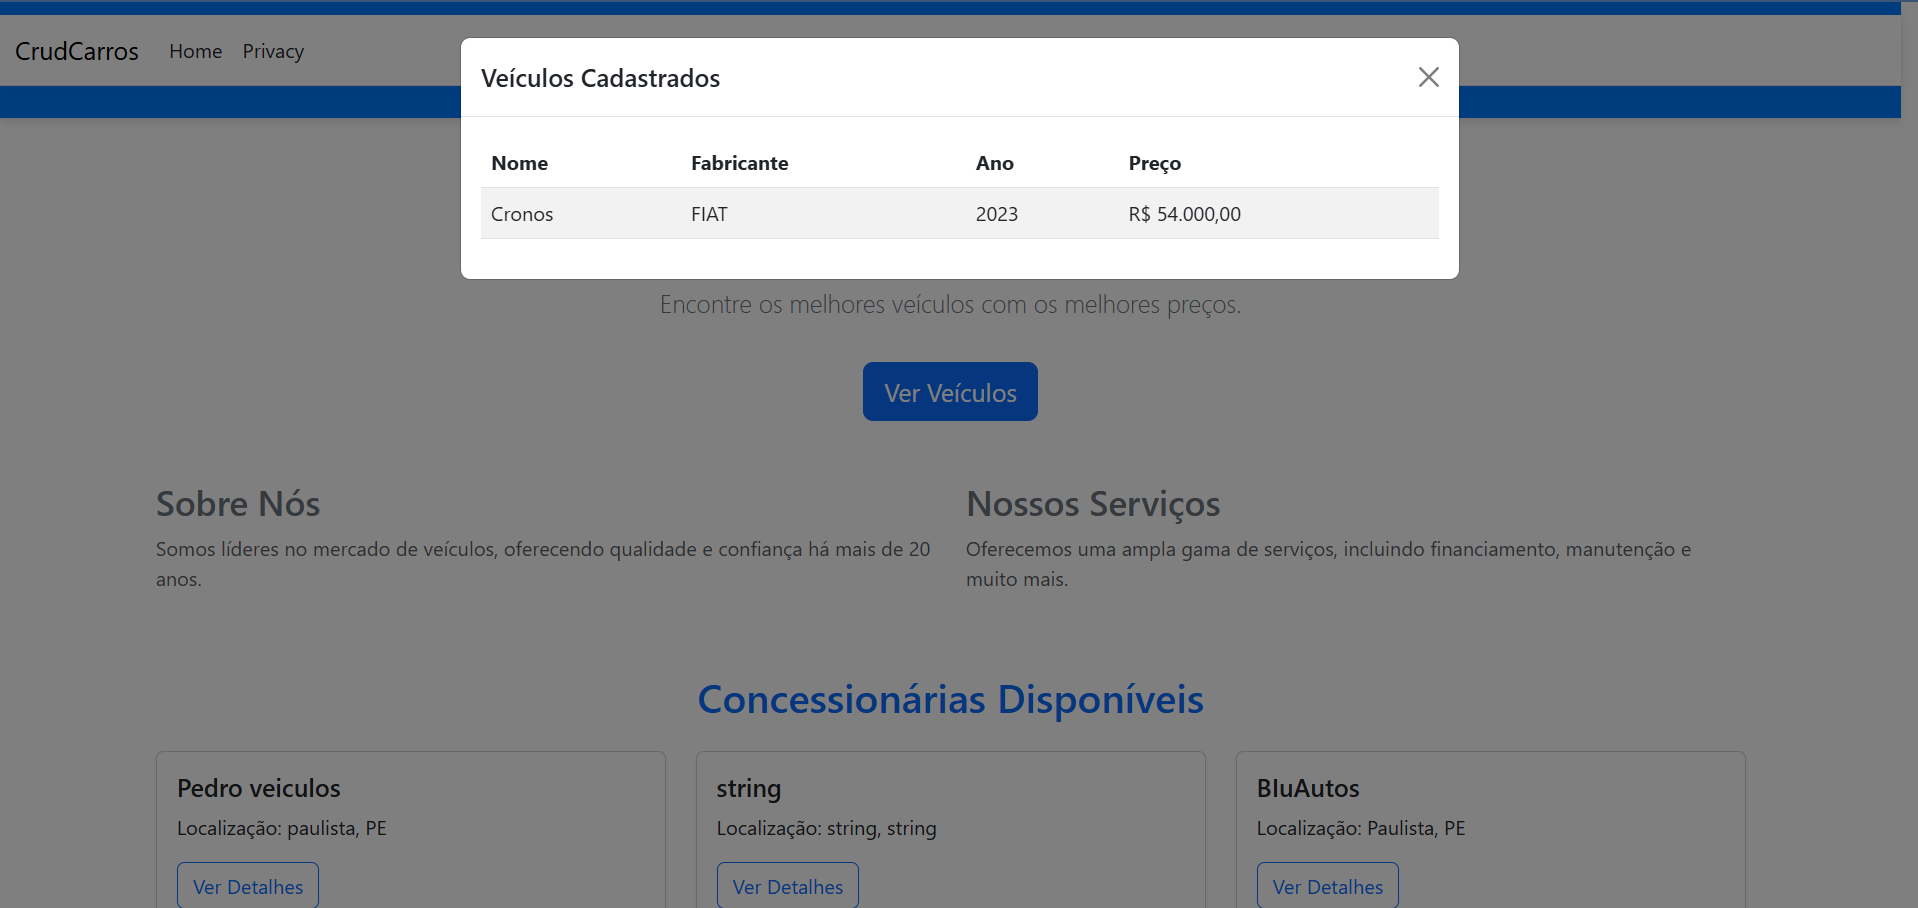 CrudCarros Home Privacy
Veículos Cadastrados
Nome Fabricante Ano Preço
Cronos FIAT 2023 R$ 54.000,00
Encontre os melhores veículos com os melhores preços.
Ver Veículos
Sobre Nós
Somos líderes no mercado de veículos, oferecendo qualidade e confiança há mais de 20
anos.
Nossos Serviços
Oferecemos uma ampla gama de serviços, incluindo financiamento, manutenção e
muito mais.
Concessionárias Disponíveis
Pedro veiculos
Localização: paulista, PE
Ver Detalhes
string
Localização: string, string
Ver Detalhes
BluAutos
Localização: Paulista, PE
Ver Detalhes